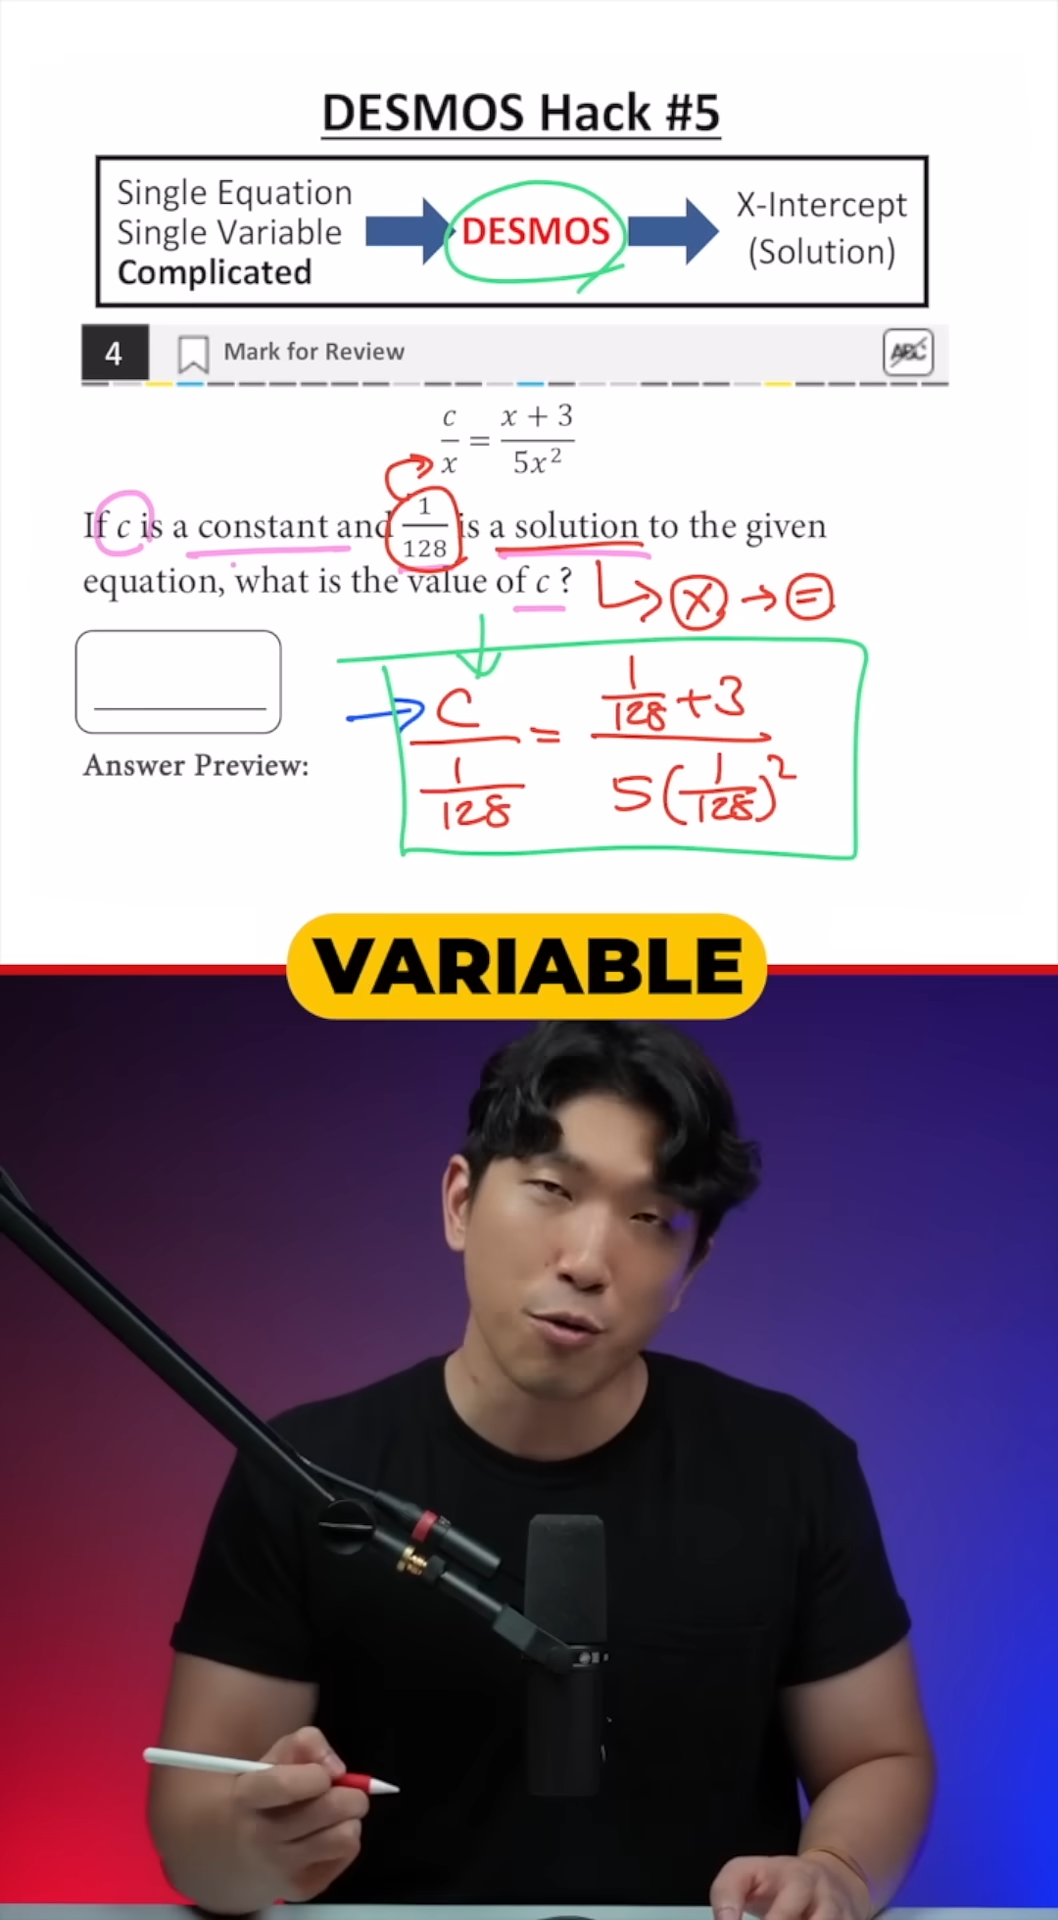 DESMOS Hack #5
Single Equation
Single Variable
Complicated
DESMOS
X-Intercept
(Solution)
4 Mark for Review ABC
c/x = x + 3/5x²
If c is a constant and 1/128 is a solution to the given
equation, what is the value of c ?
x → =
Answer Preview:
C/(1/128) = (1/128 + 3)/(5(1/128)²)
VARIABLE